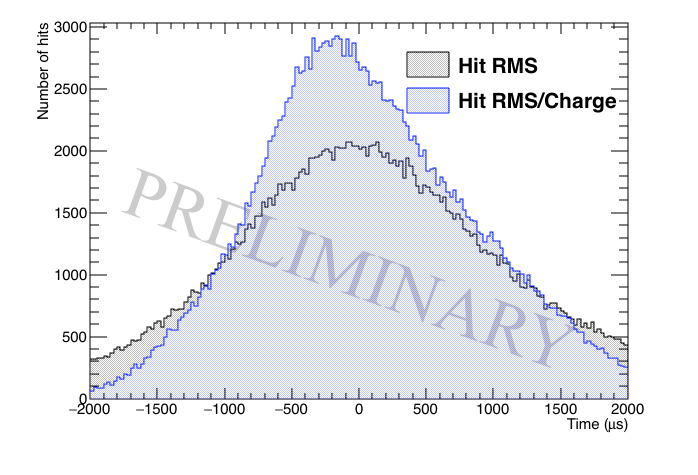 Number of hits
3000
2500
2000
1500
1000
500
0
Hit RMS
Hit RMS/Charge
PRELIMINARY
−2000 −1500 −1000 −500 0 500 1000 1500 2000
Time (μs)